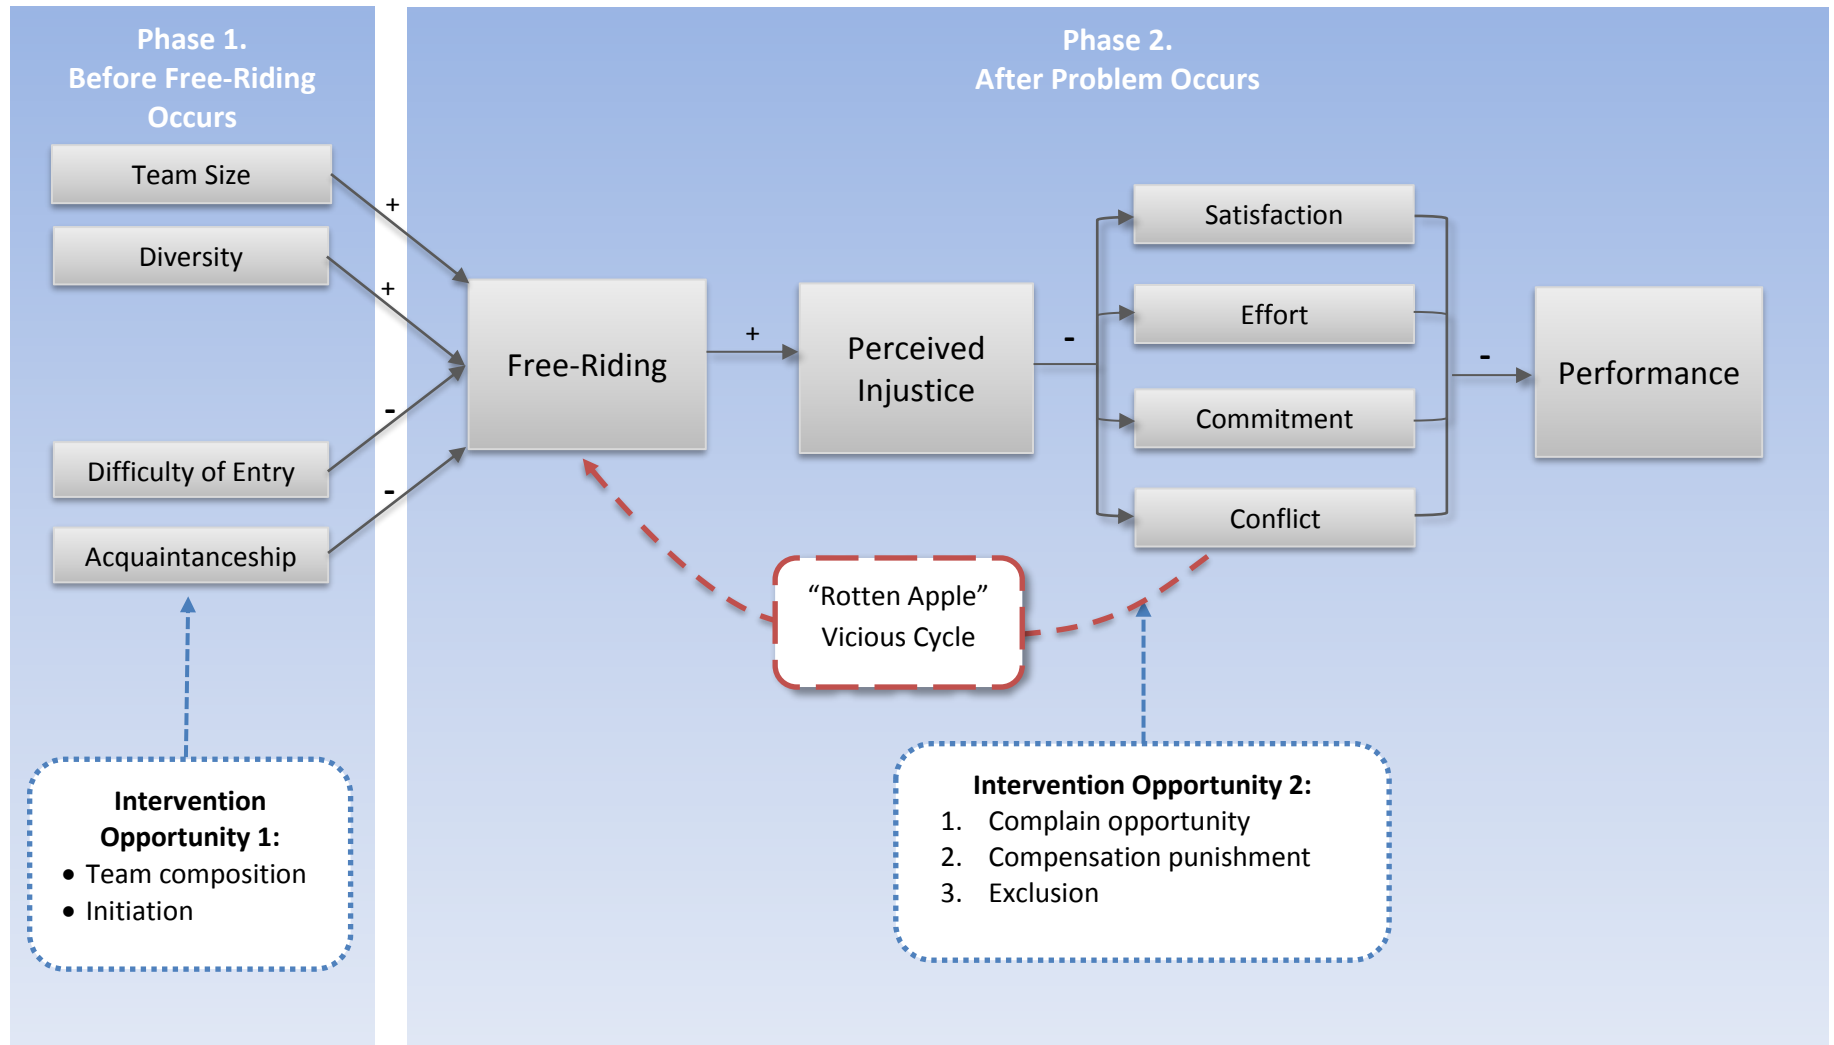 Phase 1.
Before Free-Riding
Occurs
Team Size
Diversity
Difficulty of Entry
Acquaintanceship
+
+
-
-
Intervention
Opportunity 1:
• Team composition
• Initiation
Phase 2.
After Problem Occurs
Free-Riding
+
Perceived
Injustice
-
Satisfaction
Effort
Commitment
Conflict
-
Performance
“Rotten Apple”
Vicious Cycle
Intervention Opportunity 2:
1. Complain opportunity
2. Compensation punishment
3. Exclusion